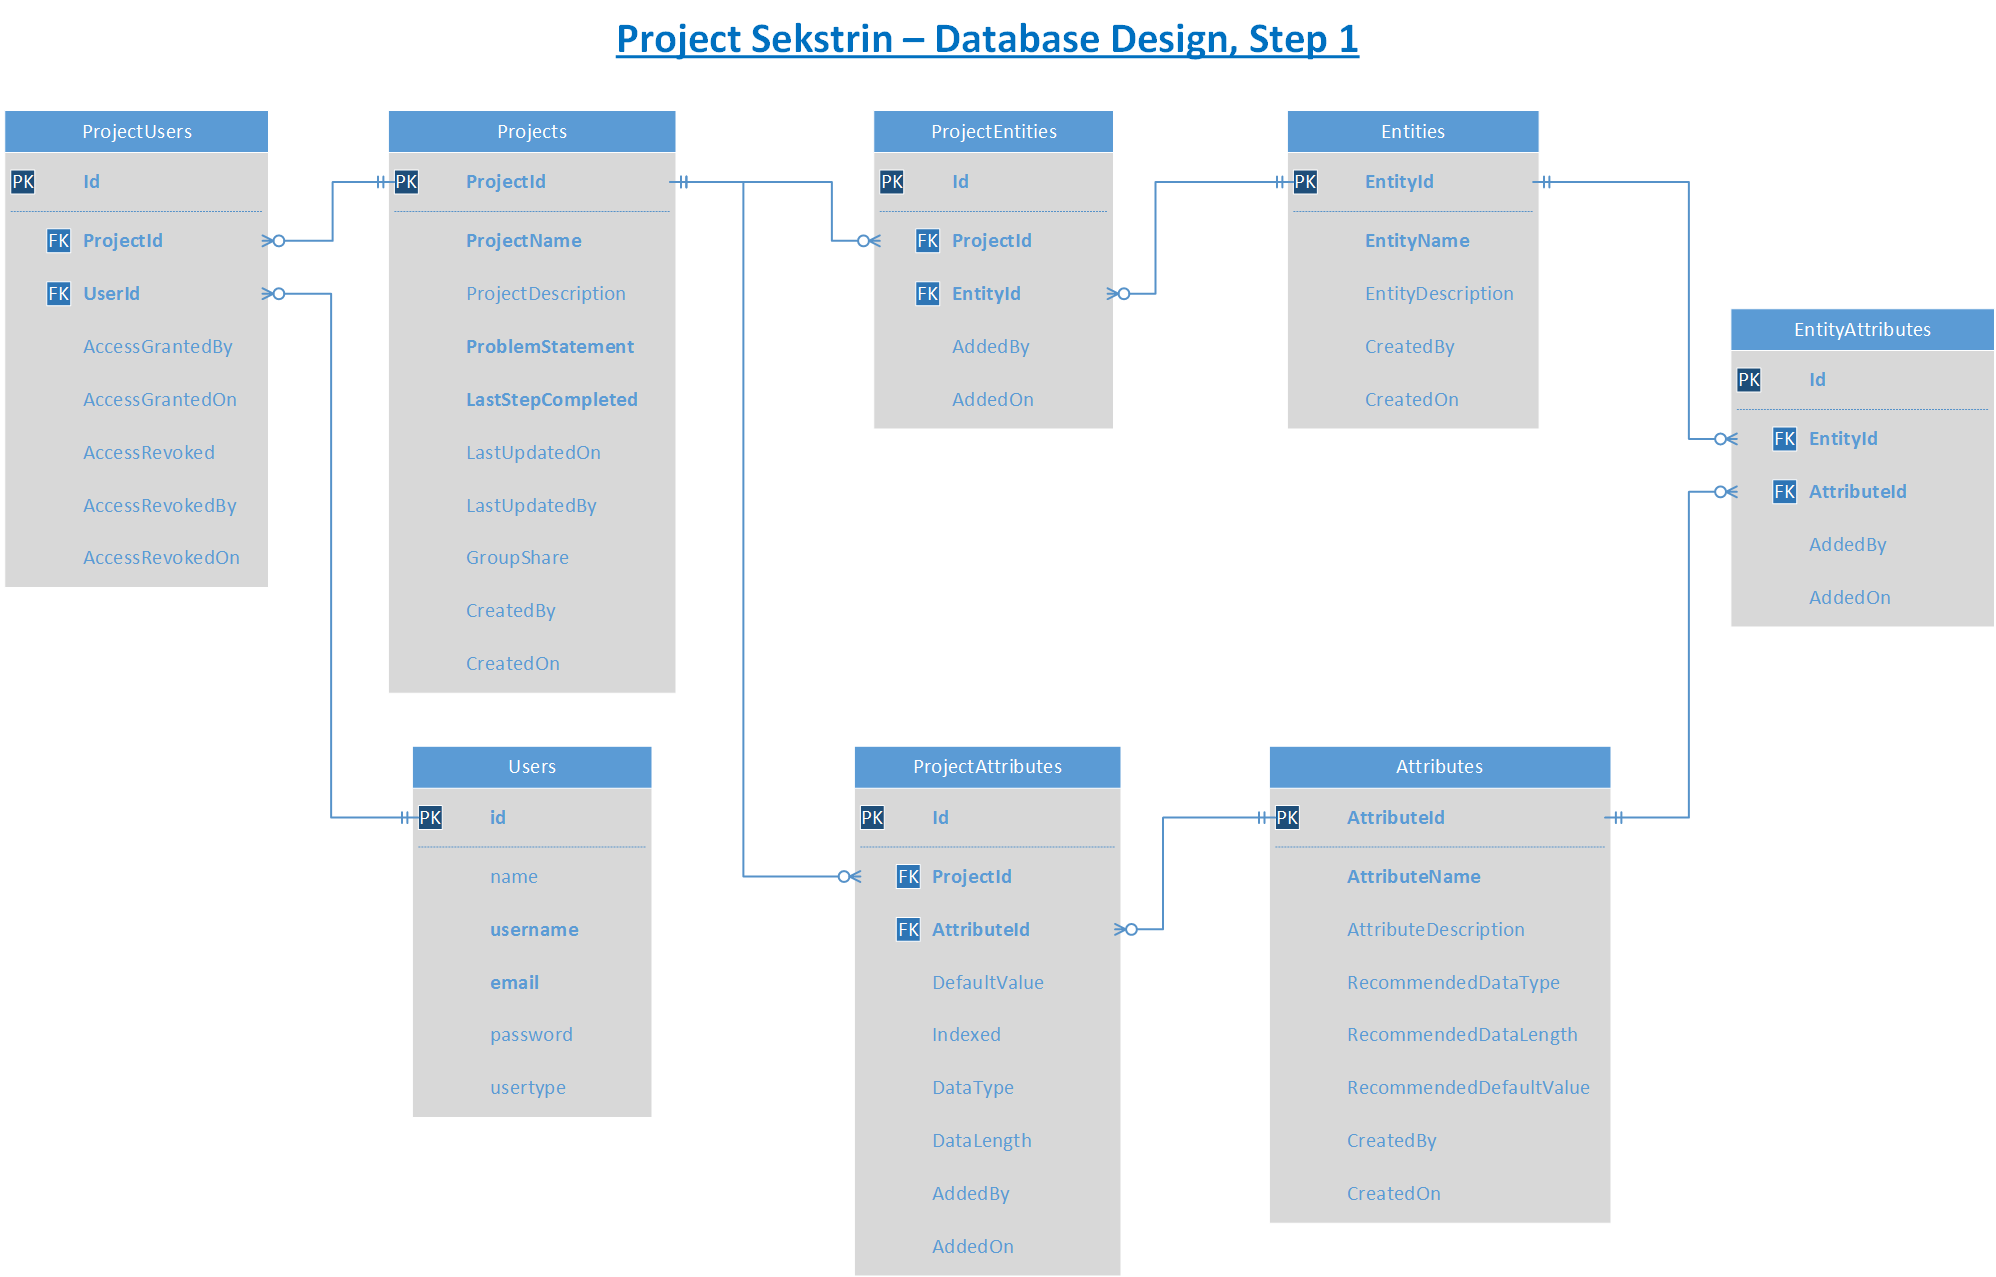 Project Sekstrin – Database Design, Step 1
ProjectUsers
PK Id
FK ProjectId
FK UserId
AccessGrantedBy
AccessGrantedOn
AccessRevoked
AccessRevokedBy
AccessRevokedOn
Projects
PK ProjectId
ProjectName
ProjectDescription
ProblemStatement
LastStepCompleted
LastUpdatedOn
LastUpdatedBy
GroupShare
CreatedBy
CreatedOn
ProjectEntities
PK Id
FK ProjectId
FK EntityId
AddedBy
AddedOn
Entities
PK EntityId
EntityName
EntityDescription
CreatedBy
CreatedOn
EntityAttributes
PK Id
FK EntityId
FK AttributeId
AddedBy
AddedOn
Users
PK id
name
username
email
password
usertype
ProjectAttributes
PK Id
FK ProjectId
FK AttributeId
DefaultValue
Indexed
DataType
DataLength
AddedBy
AddedOn
Attributes
PK AttributeId
AttributeName
AttributeDescription
RecommendedDataType
RecommendedDataLength
RecommendedDefaultValue
CreatedBy
CreatedOn